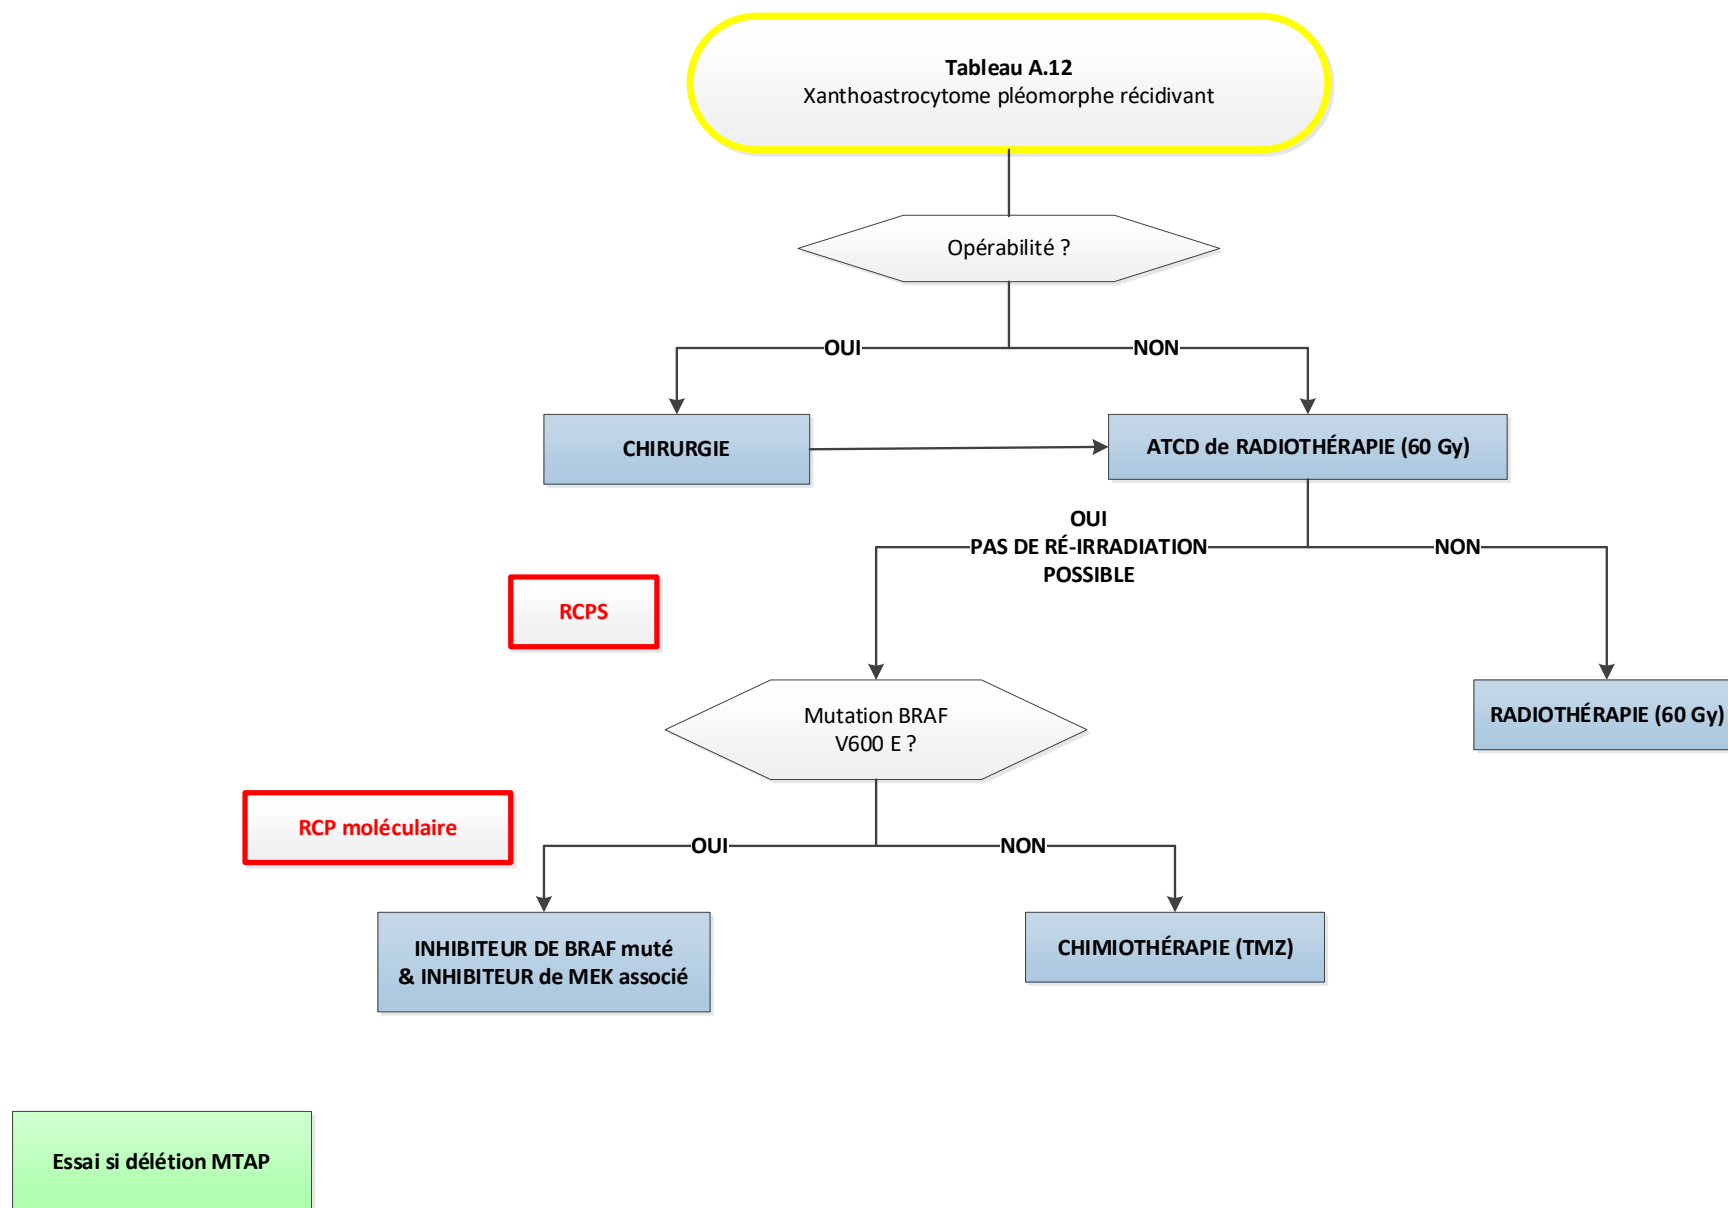 Tableau A.12
Xanthoastrocytome pléomorphe récidivant
Opérabilité ?
OUI
NON
CHIRURGIE
ATCD de RADIOTHÉRAPIE (60 Gy)
OUI
PAS DE RÉ-IRRADIATION
POSSIBLE
NON
RCPS
Mutation BRAF
V600 E ?
RADIOTHÉRAPIE (60 Gy)
RCP moléculaire
OUI
NON
INHIBITEUR DE BRAF muté
& INHIBITEUR de MEK associé
CHIMIOTHÉRAPIE (TMZ)
Essai si délétion MTAP